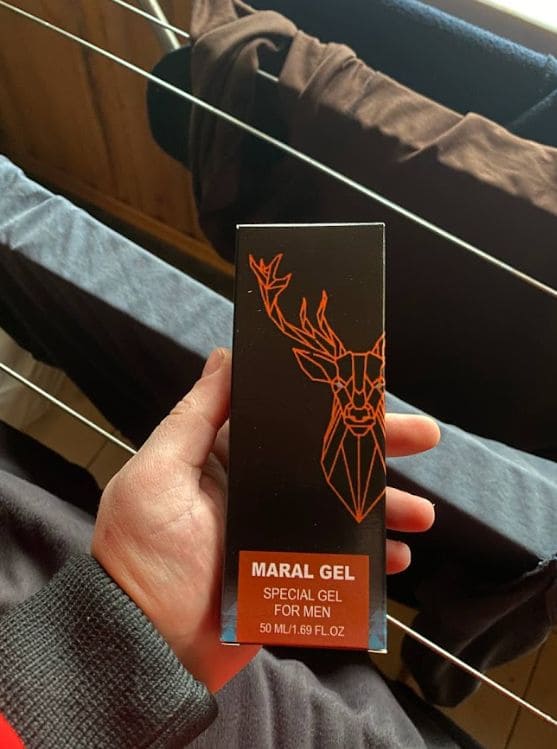 MARAL GEL
SPECIAL GEL
FOR MEN
50 ML/1.69 FL.OZ